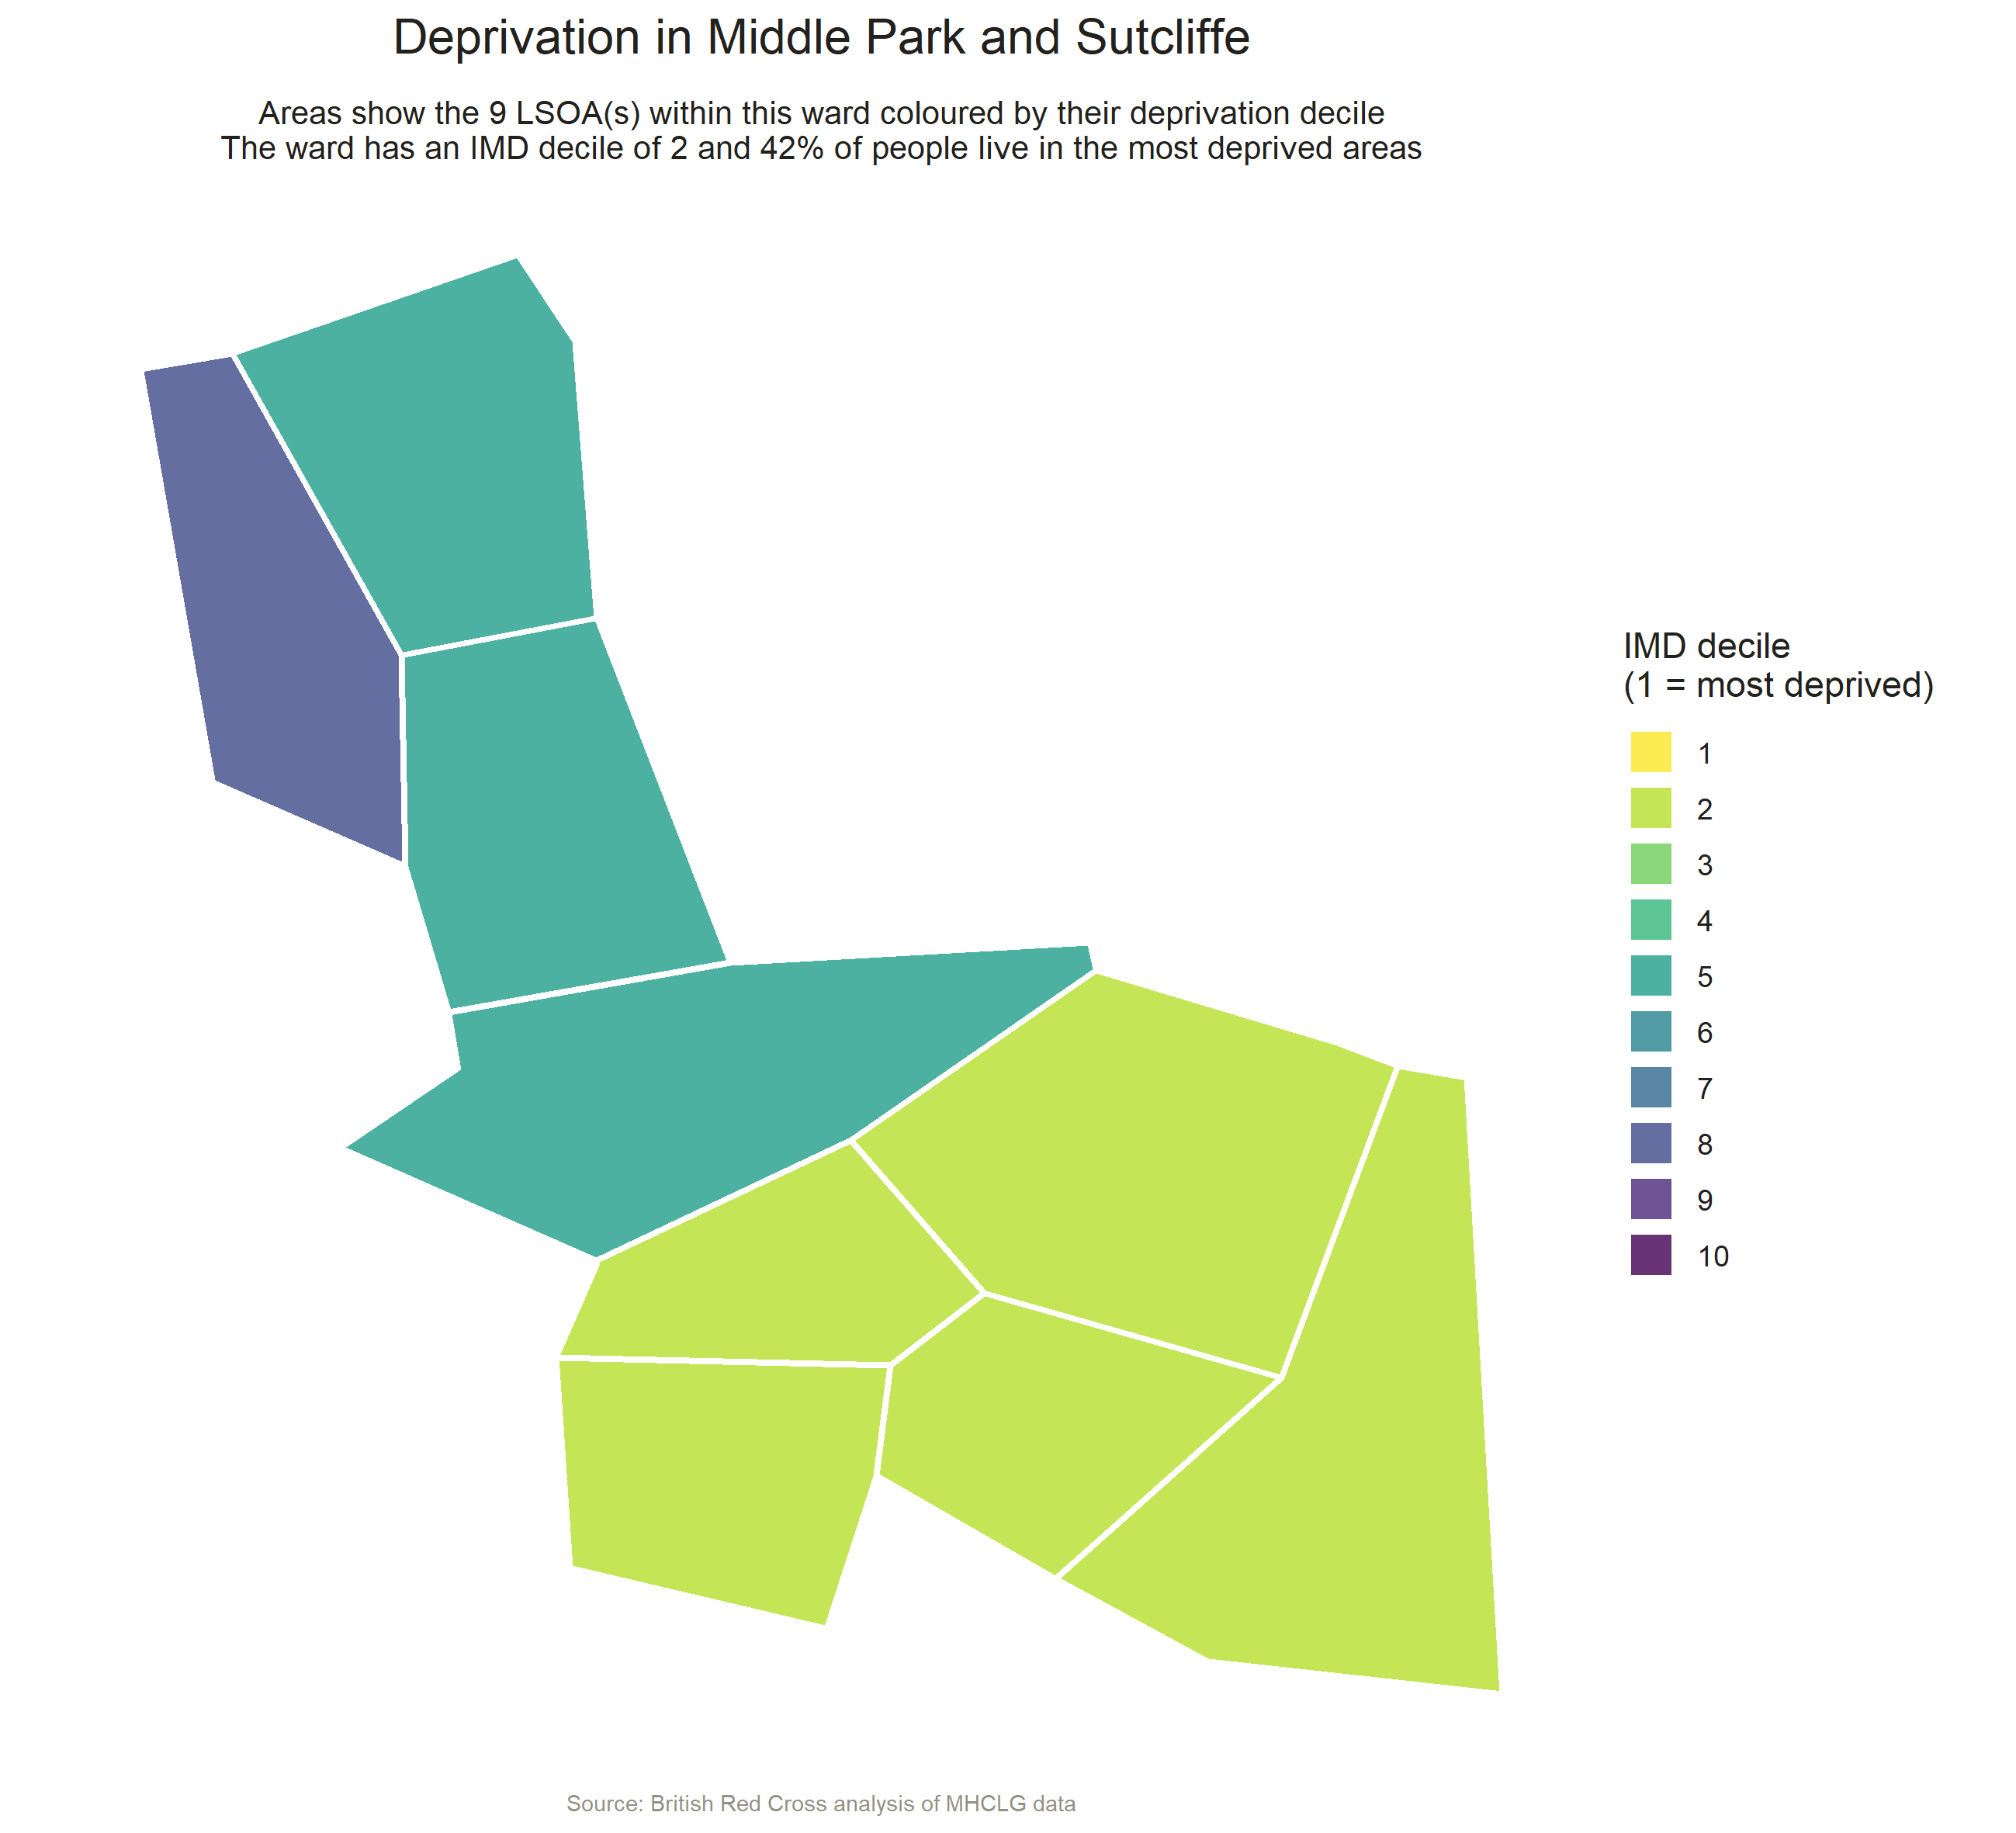 Deprivation in Middle Park and Sutcliffe
Areas show the 9 LSOA(s) within this ward coloured by their deprivation decile
The ward has an IMD decile of 2 and 42% of people live in the most deprived areas
IMD decile
(1 = most deprived)
1
2
3
4
5
6
7
8
9
10
Source: British Red Cross analysis of MHCLG data